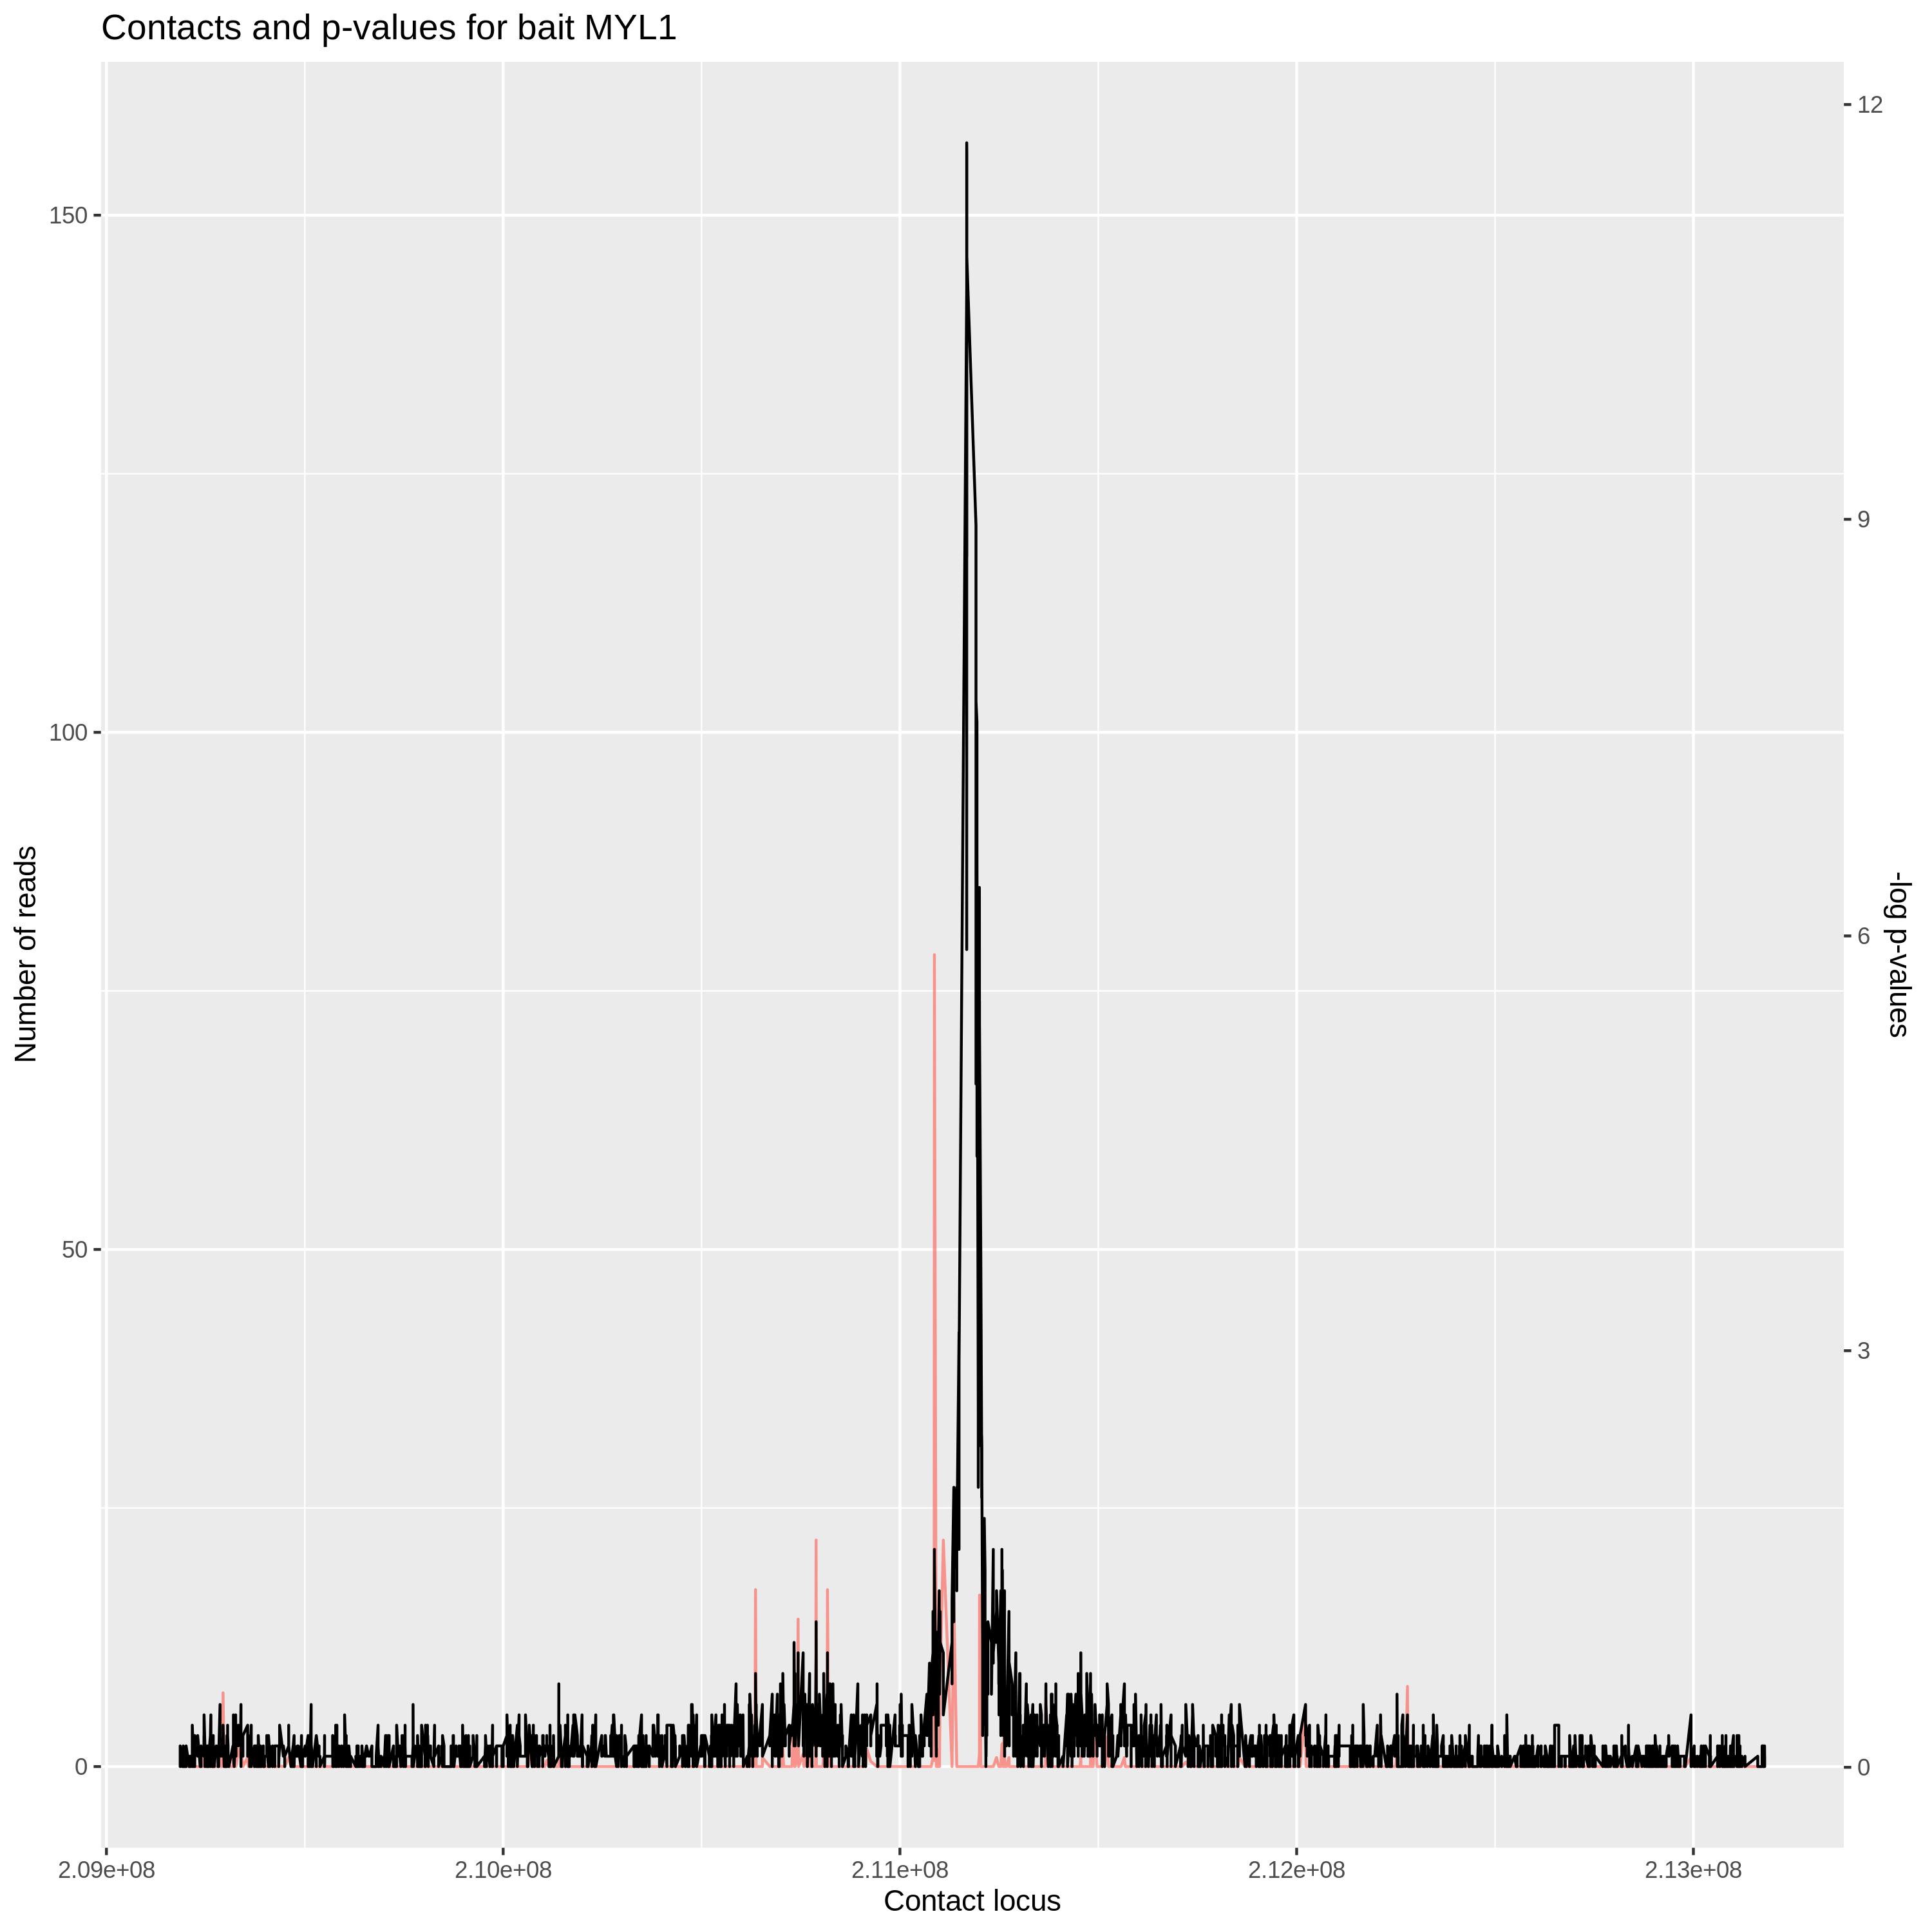 Contacts and p-values for bait MYL1
12
150
9
100
6
Number of reads
-log p-values
50
3
0
0
2.09e+08
2.10e+08
2.11e+08
2.12e+08
2.13e+08
Contact locus